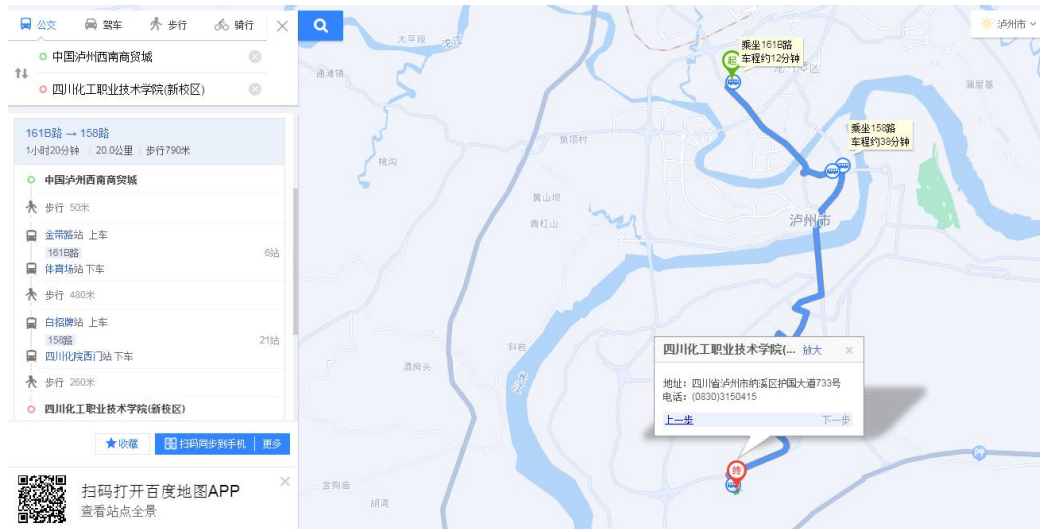 公交
驾车
步行
骑行
中国泸州西南商贸城
四川化工职业技术学院(新校区)
161B路 → 158路
1小时20分钟 20.0公里 步行790米
中国泸州西南商贸城
步行 50米
金带路站 上车
161B路 6站
体育场站 下车
步行 480米
白招牌站 上车
158路 21站
四川化院西门站 下车
步行 260米
四川化工职业技术学院(新校区)
收藏
扫码同步到手机
更多
扫码打开百度地图APP
查看站点全景
泸州市
太平观
沱江
通滩镇
乘坐161B路
车程约12分钟
起
蒲屋基
乘坐158路
车程约38分钟
鱼项村
桃沟
黄山坝
青杠山
泸州市
斜岩
酒房头
长江
四川化工职业技术学院(... 放大
地址: 四川省泸州市纳溪区护国大道733号
电话: (0830)3150415
上一步
下一步
终
金狗庙
胡湾